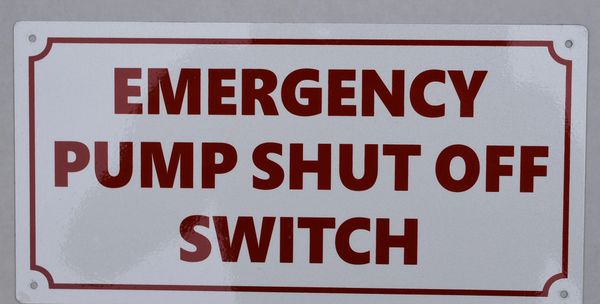 EMERGENCY
PUMP SHUT OFF
SWITCH